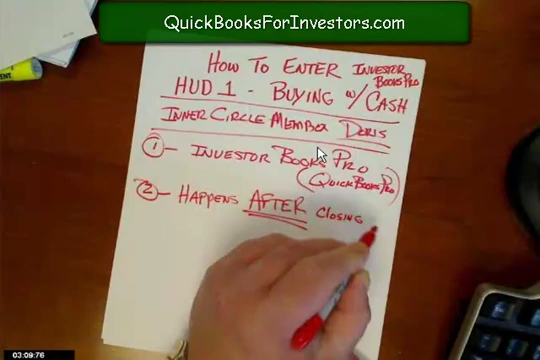 QuickBooksForInvestors.com
HOW TO ENTER INVESTOR BOOKS PRO
HUD 1 - BUYING W/ CASH
INNER CIRCLE MEMBER DORIS
1 - INVESTOR BOOKS PRO
(QUICKBOOKS PRO)
2 - HAPPENS AFTER CLOSING
03:09:76